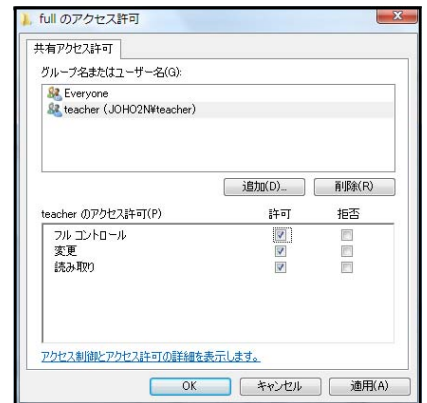 full のアクセス許可
共有アクセス許可
グループ名またはユーザー名(G):
Everyone
teacher (JOHO2N¥teacher)
追加(D)...
削除(R)
teacher のアクセス許可(P) 許可 拒否
フル コントロール
変更
読み取り
アクセス制御とアクセス許可の詳細を表示します。
OK キャンセル 適用(A)